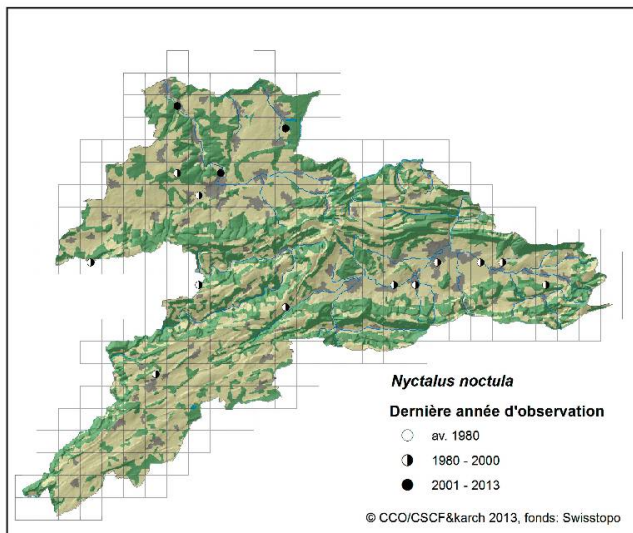 Nyctalus noctula
Dernière année d'observation
av. 1980
1980 - 2000
2001 - 2013
© CCO/CSCF&karch 2013, fonds: Swisstopo